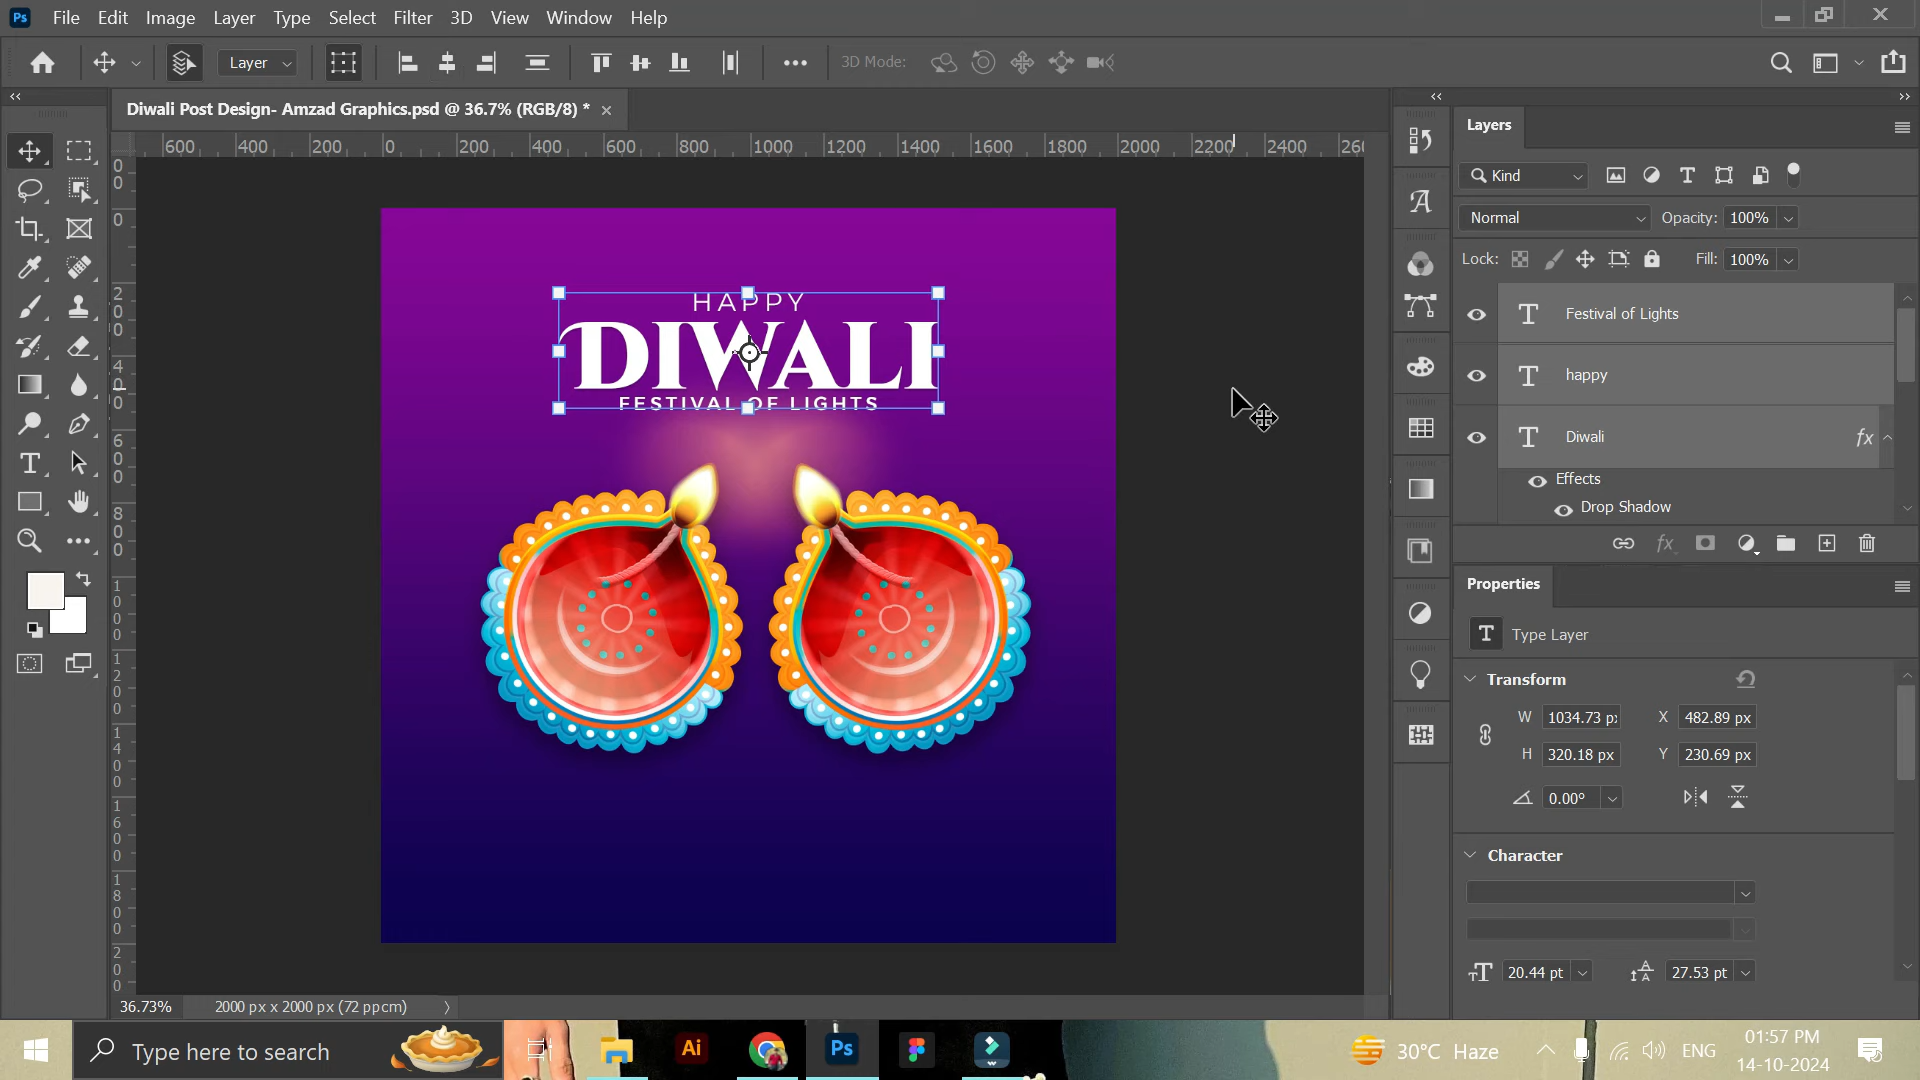 Ps File Edit Image Layer Type Select Filter 3D View Window Help
Layer 3D Mode:
Diwali Post Design- Amzad Graphics.psd @ 36.7% (RGB/8) *
600 400 200 0 200 400 600 800 1000 1200 1400 1600 1800 2000 2200 2400
HAPPY
DIWALI
FESTIVAL OF LIGHTS
Layers
Kind
Normal Opacity: 100%
Lock: Fill: 100%
Festival of Lights
happy
Diwali fx
Effects
Drop Shadow
fx
Properties
T Type Layer
Transform
W 1034.73 p X 482.89 px
H 320.18 px Y 230.69 px
0.00°
Character
20.44 pt 27.53 pt
36.73% 2000 px x 2000 px (72 ppcm)
Type here to search Ai Ps 30°C Haze ENG 01:57 PM
14-10-2024